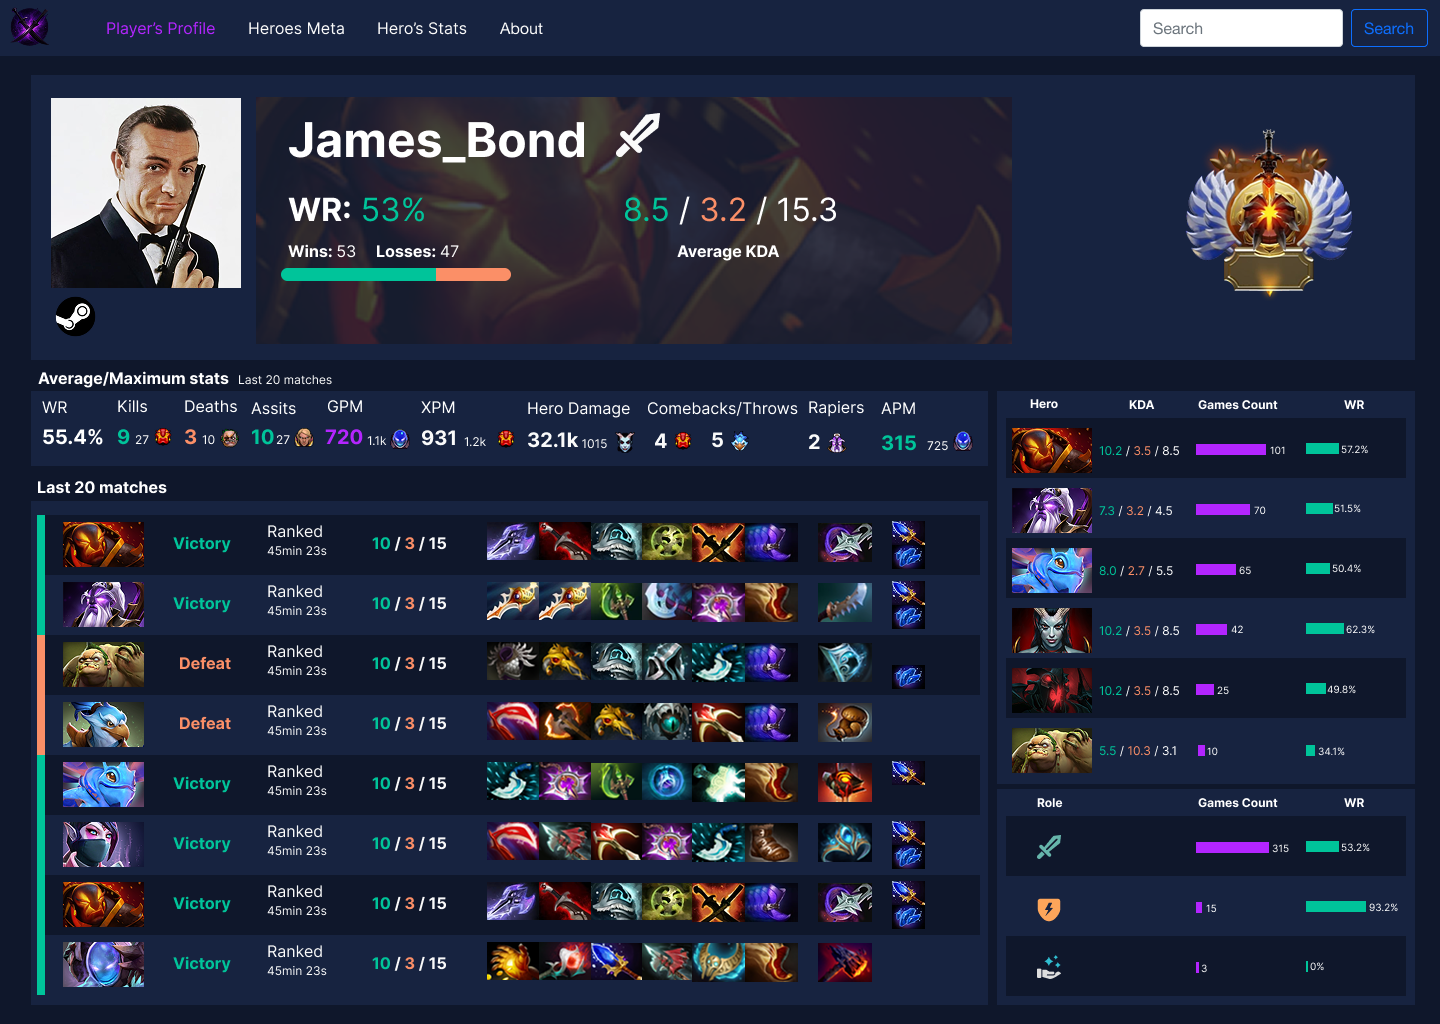 Player's Profile Heroes Meta Hero's Stats About Search Search
James_Bond
WR: 53% 8.5 / 3.2 / 15.3
Wins: 53 Losses: 47 Average KDA
Average/Maximum stats Last 20 matches
WR Kills Deaths Assits GPM XPM Hero Damage Comebacks/Throws Rapiers APM
55.4% 9 27 3 10 10 27 720 1.1k 931 1.2k 32.1k 1015 4 5 2 315 725
Last 20 matches
Victory Ranked 10 / 3 / 15
45min 23s
Victory Ranked 10 / 3 / 15
45min 23s
Defeat Ranked 10 / 3 / 15
45min 23s
Defeat Ranked 10 / 3 / 15
45min 23s
Victory Ranked 10 / 3 / 15
45min 23s
Victory Ranked 10 / 3 / 15
45min 23s
Victory Ranked 10 / 3 / 15
45min 23s
Victory Ranked 10 / 3 / 15
45min 23s
Hero KDA Games Count WR
10.2 / 3.5 / 8.5 101 57.2%
7.3 / 3.2 / 4.5 70 51.5%
8.0 / 2.7 / 5.5 65 50.4%
10.2 / 3.5 / 8.5 42 62.3%
10.2 / 3.5 / 8.5 25 49.8%
5.5 / 10.3 / 3.1 10 34.1%
Role Games Count WR
315 53.2%
15 93.2%
3 0%